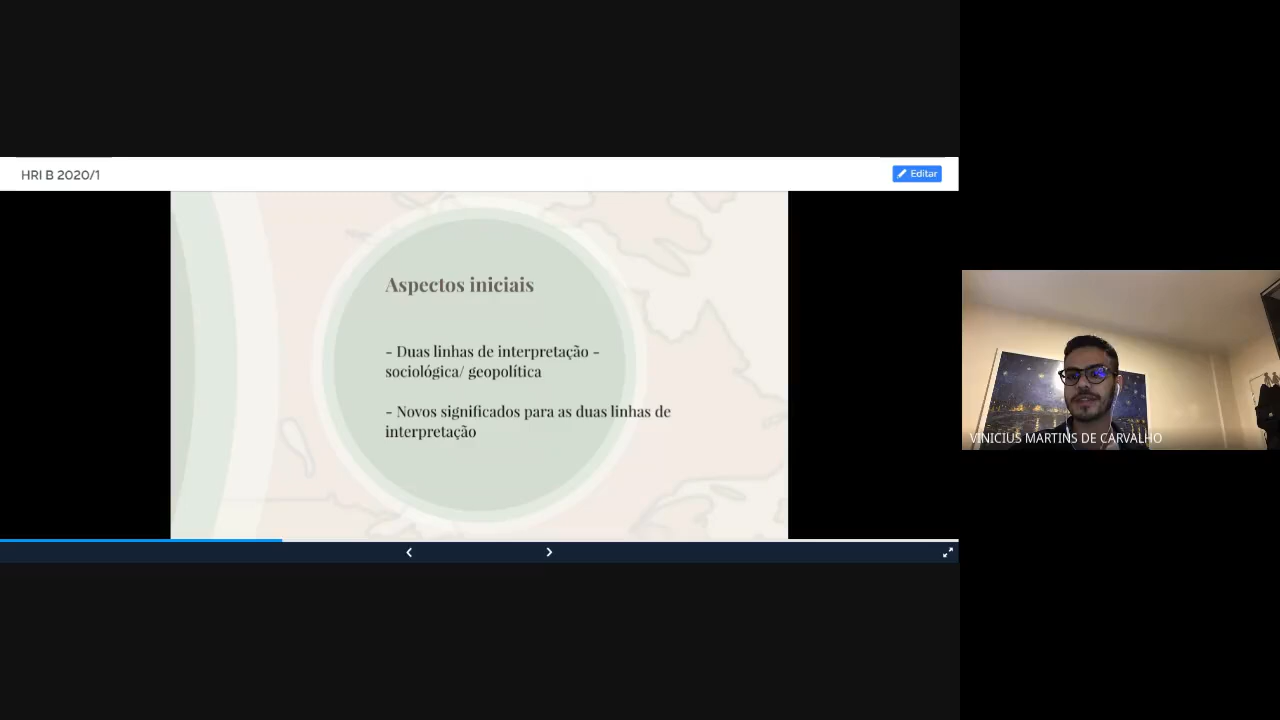 HRI B 2020/1
Editar
Aspectos iniciais
- Duas linhas de interpretação -
sociológica/ geopolítica
- Novos significados para as duas linhas de
interpretação
VINICIUS MARTINS DE CARVALHO